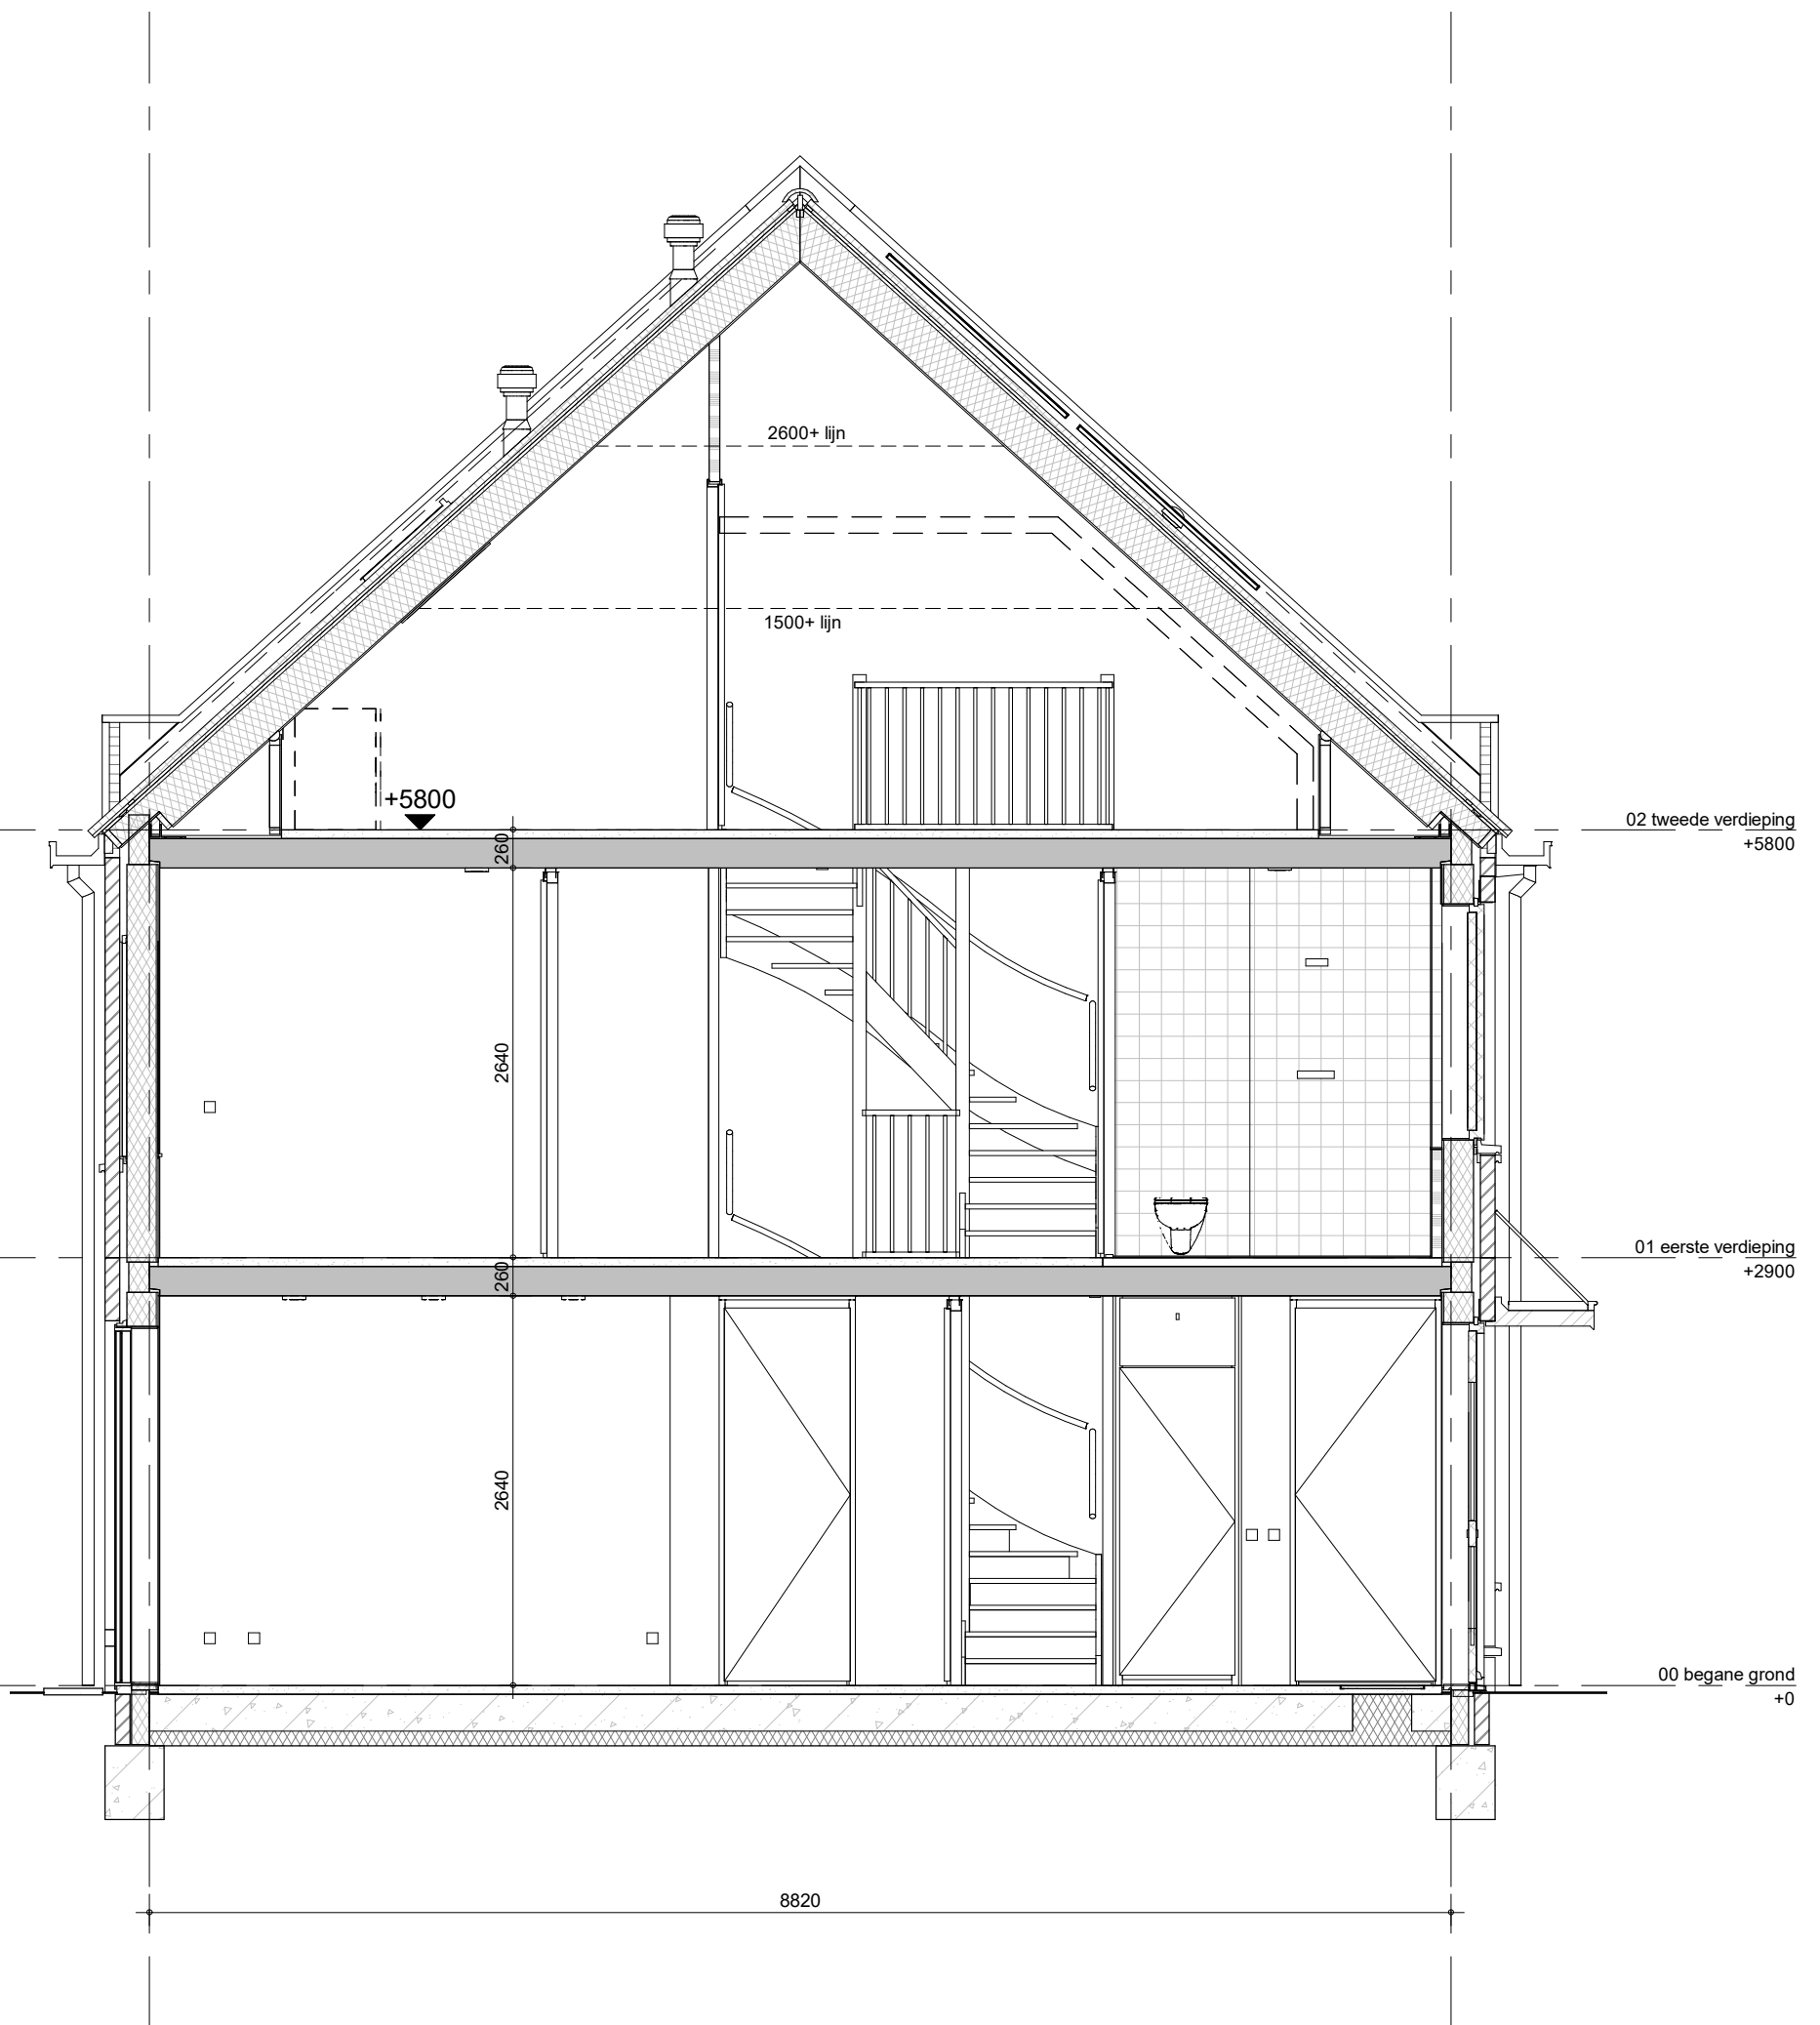 2600+ lijn
1500+ lijn
+5800
02 tweede verdieping
+5800
260
2640
01 eerste verdieping
+2900
260
2640
00 begane grond
+0
8820